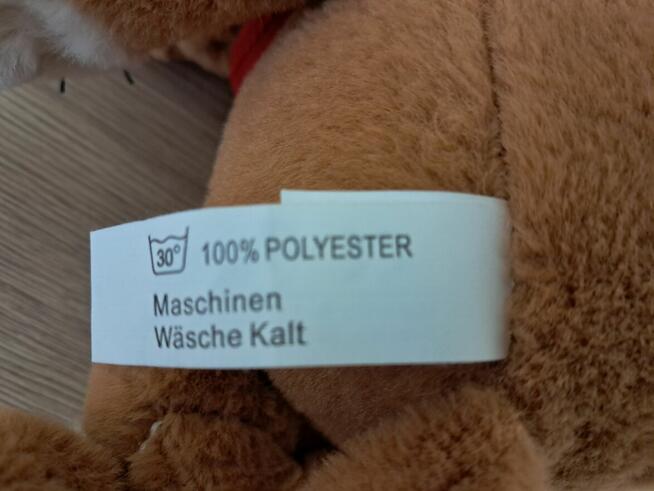 30° 100% POLYESTER
Maschinen
Wäsche Kalt